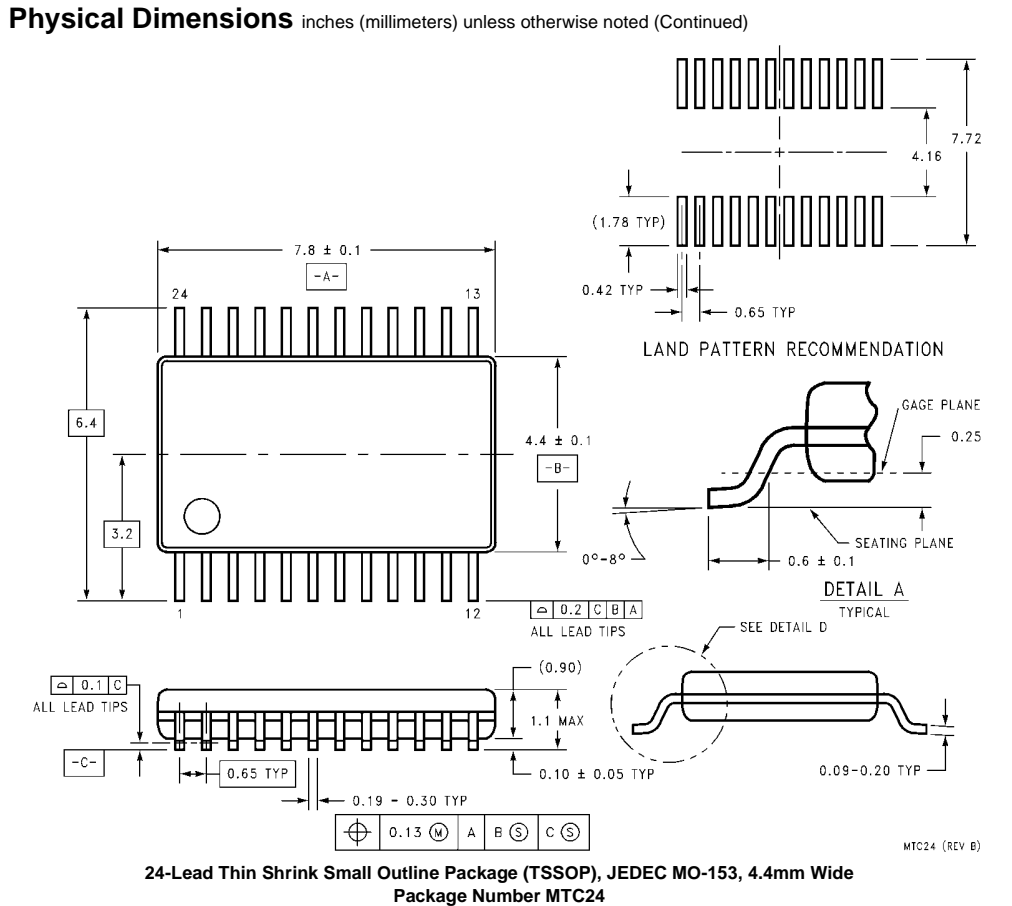 Physical Dimensions inches (millimeters) unless otherwise noted (Continued)
7.72
4.16
(1.78 TYP)
0.42 TYP
0.65 TYP
LAND PATTERN RECOMMENDATION
7.8 ± 0.1
-A-
24
13
6.4
3.2
4.4 ± 0.1
-B-
1
12
⌓ 0.2 C B A
ALL LEAD TIPS
GAGE PLANE
0.25
SEATING PLANE
0°-8°
0.6 ± 0.1
DETAIL A
TYPICAL
SEE DETAIL D
(0.90)
⌓ 0.1 C
ALL LEAD TIPS
1.1 MAX
-C-
0.65 TYP
0.10 ± 0.05 TYP
0.09-0.20 TYP
0.19 - 0.30 TYP
⌖ 0.13 Ⓜ A B Ⓢ C Ⓢ
MTC24 (REV B)
24-Lead Thin Shrink Small Outline Package (TSSOP), JEDEC MO-153, 4.4mm Wide
Package Number MTC24